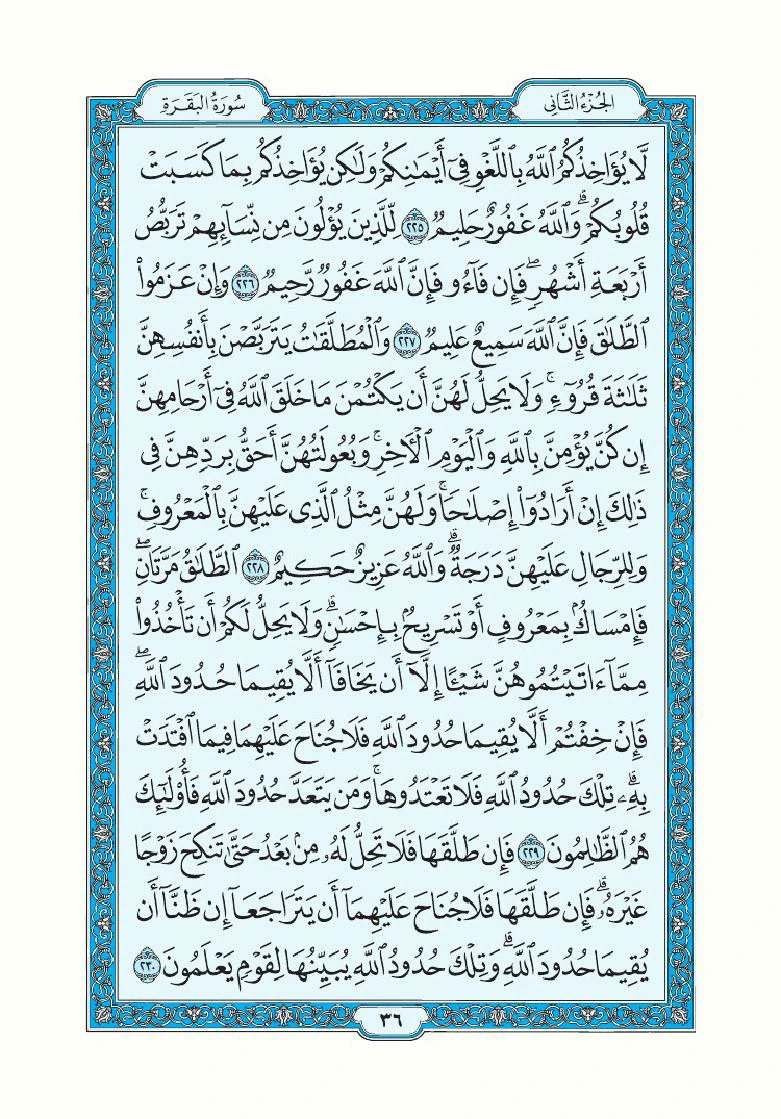 الجُزْءُ الثَّانِي
سُورَةُ البَقَرَةِ
لَّا يُؤَاخِذُكُمُ ٱللَّهُ بِٱللَّغْوِ فِىٓ أَيْمَٰنِكُمْ وَلَٰكِن يُؤَاخِذُكُم بِمَا كَسَبَتْ
قُلُوبُكُمْ ۗ وَٱللَّهُ غَفُورٌ حَلِيمٌ ٢٢٥ لِّلَّذِينَ يُؤْلُونَ مِن نِّسَآئِهِمْ تَرَبُّصُ
أَرْبَعَةِ أَشْهُرٍ ۖ فَإِن فَآءُو فَإِنَّ ٱللَّهَ غَفُورٌ رَّحِيمٌ ٢٢٦ وَإِنْ عَزَمُوا۟
ٱلطَّلَٰقَ فَإِنَّ ٱللَّهَ سَمِيعٌ عَلِيمٌ ٢٢٧ وَٱلْمُطَلَّقَٰتُ يَتَرَبَّصْنَ بِأَنفُسِهِنَّ
ثَلَٰثَةَ قُرُوٓءٍ ۚ وَلَا يَحِلُّ لَهُنَّ أَن يَكْتُمْنَ مَا خَلَقَ ٱللَّهُ فِىٓ أَرْحَامِهِنَّ
إِن كُنَّ يُؤْمِنَّ بِٱللَّهِ وَٱلْيَوْمِ ٱلْءَاخِرِ ۚ وَبُعُولَتُهُنَّ أَحَقُّ بِرَدِّهِنَّ فِى
ذَٰلِكَ إِنْ أَرَادُوٓا۟ إِصْلَٰحًا ۚ وَلَهُنَّ مِثْلُ ٱلَّذِى عَلَيْهِنَّ بِٱلْمَعْرُوفِ ۚ
وَلِلرِّجَالِ عَلَيْهِنَّ دَرَجَةٌ ۗ وَٱللَّهُ عَزِيزٌ حَكِيمٌ ٢٢٨ ٱلطَّلَٰقُ مَرَّتَانِ ۖ
فَإِمْسَاكٌۢ بِمَعْرُوفٍ أَوْ تَسْرِيحٌۢ بِإِحْسَٰنٍ ۗ وَلَا يَحِلُّ لَكُمْ أَن تَأْخُذُوا۟
مِمَّآ ءَاتَيْتُمُوهُنَّ شَيْـًٔا إِلَّآ أَن يَخَافَآ أَلَّا يُقِيمَا حُدُودَ ٱللَّهِ ۖ
فَإِنْ خِفْتُمْ أَلَّا يُقِيمَا حُدُودَ ٱللَّهِ فَلَا جُنَاحَ عَلَيْهِمَا فِيمَا ٱفْتَدَتْ
بِهِۦ ۗ تِلْكَ حُدُودُ ٱللَّهِ فَلَا تَعْتَدُوهَا ۚ وَمَن يَتَعَدَّ حُدُودَ ٱللَّهِ فَأُو۟لَٰٓئِكَ
هُمُ ٱلظَّٰلِمُونَ ٢٢٩ فَإِن طَلَّقَهَا فَلَا تَحِلُّ لَهُۥ مِنۢ بَعْدُ حَتَّىٰ تَنكِحَ زَوْجًا
غَيْرَهُۥ ۗ فَإِن طَلَّقَهَا فَلَا جُنَاحَ عَلَيْهِمَآ أَن يَتَرَاجَعَآ إِن ظَنَّآ أَن
يُقِيمَا حُدُودَ ٱللَّهِ ۗ وَتِلْكَ حُدُودُ ٱللَّهِ يُبَيِّنُهَا لِقَوْمٍ يَعْلَمُونَ ٢٣٠
٣٦